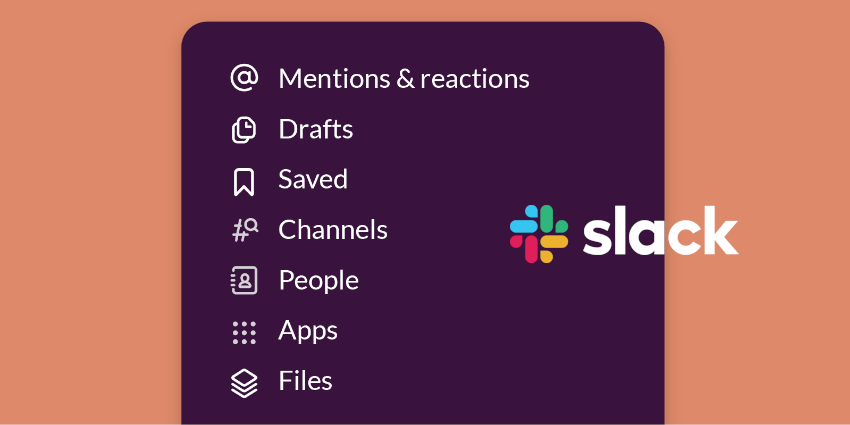 Mentions & reactions
Drafts
Saved
Channels
People
Apps
Files
slack